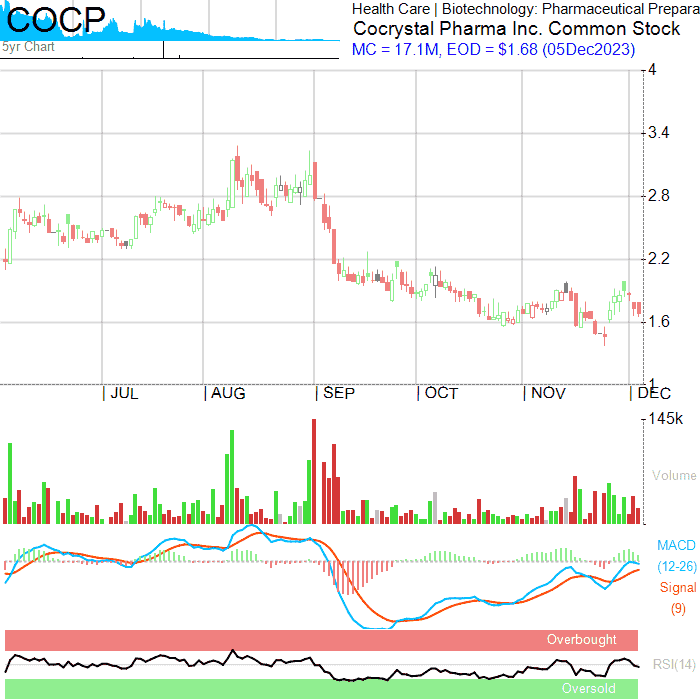 COCP
5yr Chart
Health Care | Biotechnology: Pharmaceutical Prepara
Cocrystal Pharma Inc. Common Stock
MC = 17.1M, EOD = $1.68 (05Dec2023)
4
3.4
2.8
2.2
1.6
1
| JUL | AUG | SEP | OCT | NOV | DEC
145k
Volume
MACD
(12-26)
Signal
(9)
Overbought
RSI(14)
Oversold